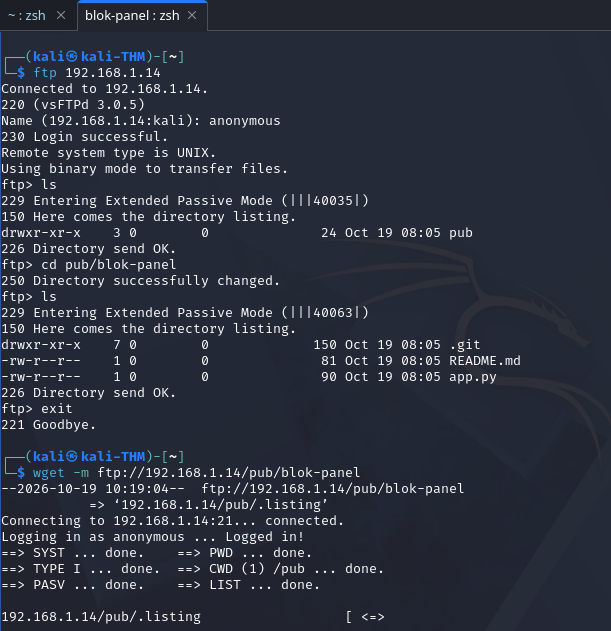 ~ : zsh
blok-panel : zsh
┌──(kali㉿kali-THM)-[~]
└─$ ftp 192.168.1.14
Connected to 192.168.1.14.
220 (vsFTPd 3.0.5)
Name (192.168.1.14:kali): anonymous
230 Login successful.
Remote system type is UNIX.
Using binary mode to transfer files.
ftp> ls
229 Entering Extended Passive Mode (|||40035|)
150 Here comes the directory listing.
drwxr-xr-x    3 0        0              24 Oct 19 08:05 pub
226 Directory send OK.
ftp> cd pub/blok-panel
250 Directory successfully changed.
ftp> ls
229 Entering Extended Passive Mode (|||40063|)
150 Here comes the directory listing.
drwxr-xr-x    7 0        0             150 Oct 19 08:05 .git
-rw-r--r--    1 0        0              81 Oct 19 08:05 README.md
-rw-r--r--    1 0        0              90 Oct 19 08:05 app.py
226 Directory send OK.
ftp> exit
221 Goodbye.
┌──(kali㉿kali-THM)-[~]
└─$ wget -m ftp://192.168.1.14/pub/blok-panel
--2026-10-19 10:19:04--  ftp://192.168.1.14/pub/blok-panel
           => ‘192.168.1.14/pub/.listing’
Connecting to 192.168.1.14:21... connected.
Logging in as anonymous ... Logged in!
==> SYST ... done.    ==> PWD ... done.
==> TYPE I ... done.  ==> CWD (1) /pub ... done.
==> PASV ... done.    ==> LIST ... done.
192.168.1.14/pub/.listing                  [ <=>